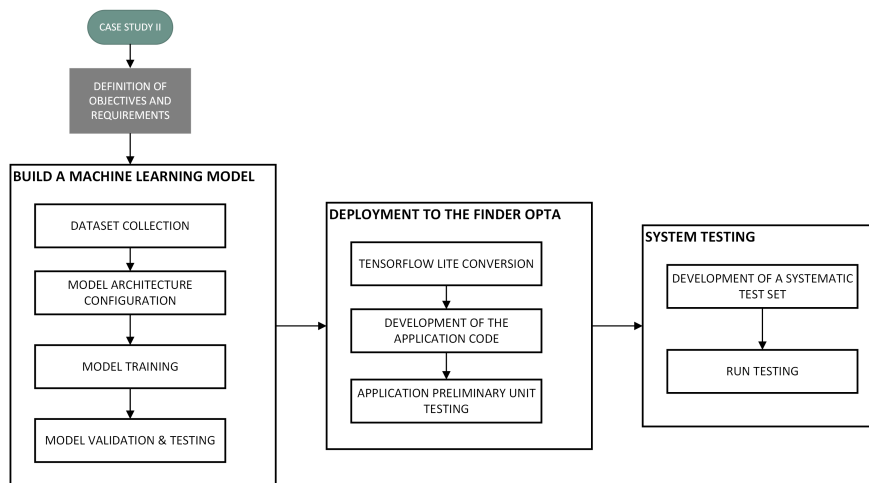 CASE STUDY II
DEFINITION OF
OBJECTIVES AND
REQUIREMENTS
BUILD A MACHINE LEARNING MODEL
DATASET COLLECTION
MODEL ARCHITECTURE
CONFIGURATION
MODEL TRAINING
MODEL VALIDATION & TESTING
DEPLOYMENT TO THE FINDER OPTA
TENSORFLOW LITE CONVERSION
DEVELOPMENT OF THE
APPLICATION CODE
APPLICATION PRELIMINARY UNIT
TESTING
SYSTEM TESTING
DEVELOPMENT OF A SYSTEMATIC
TEST SET
RUN TESTING